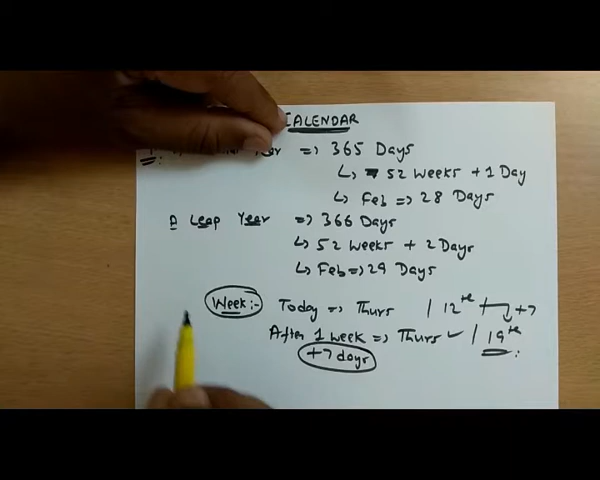 CALENDAR
Year => 365 Days
↳ 52 Weeks + 1 Day
↳ Feb => 28 Days
A Leap Year => 366 Days
↳ 52 Weeks + 2 Days
↳ Feb => 29 Days
Week:- Today => Thurs / 12th +7
After 1 Week => Thurs ✓ / 19th
+7 days